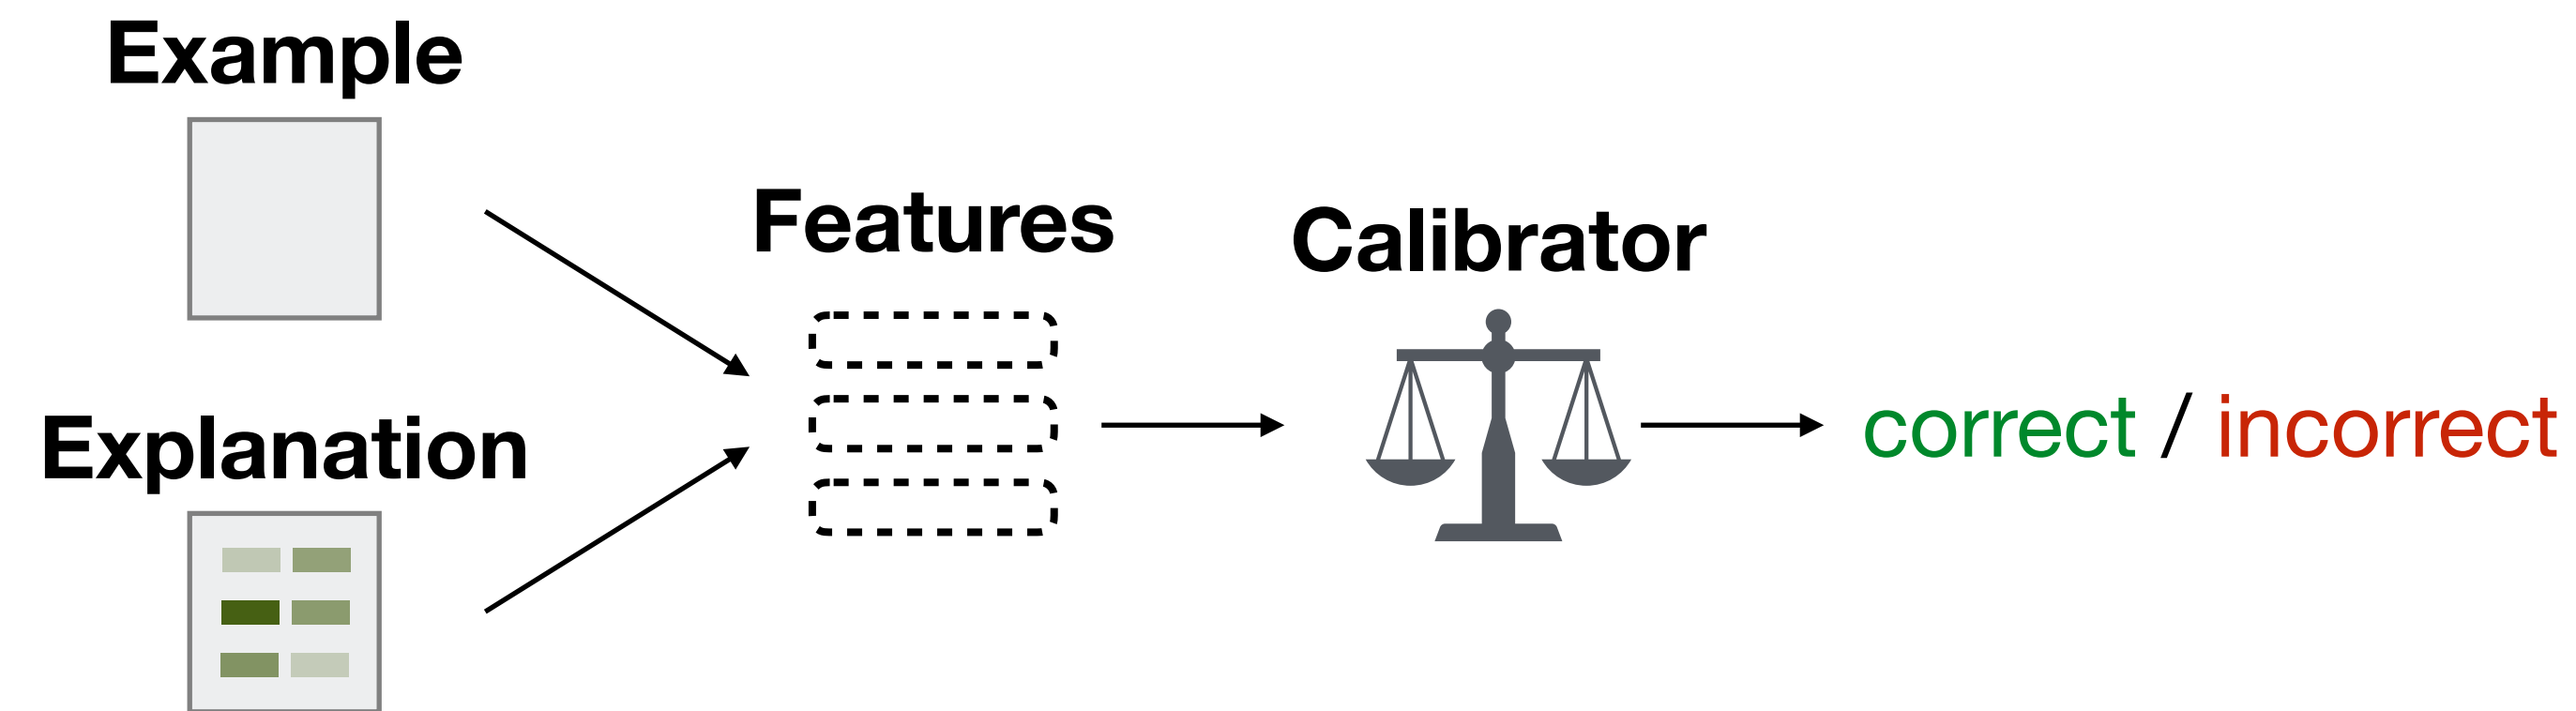 Example
Explanation
Features
Calibrator
correct / incorrect